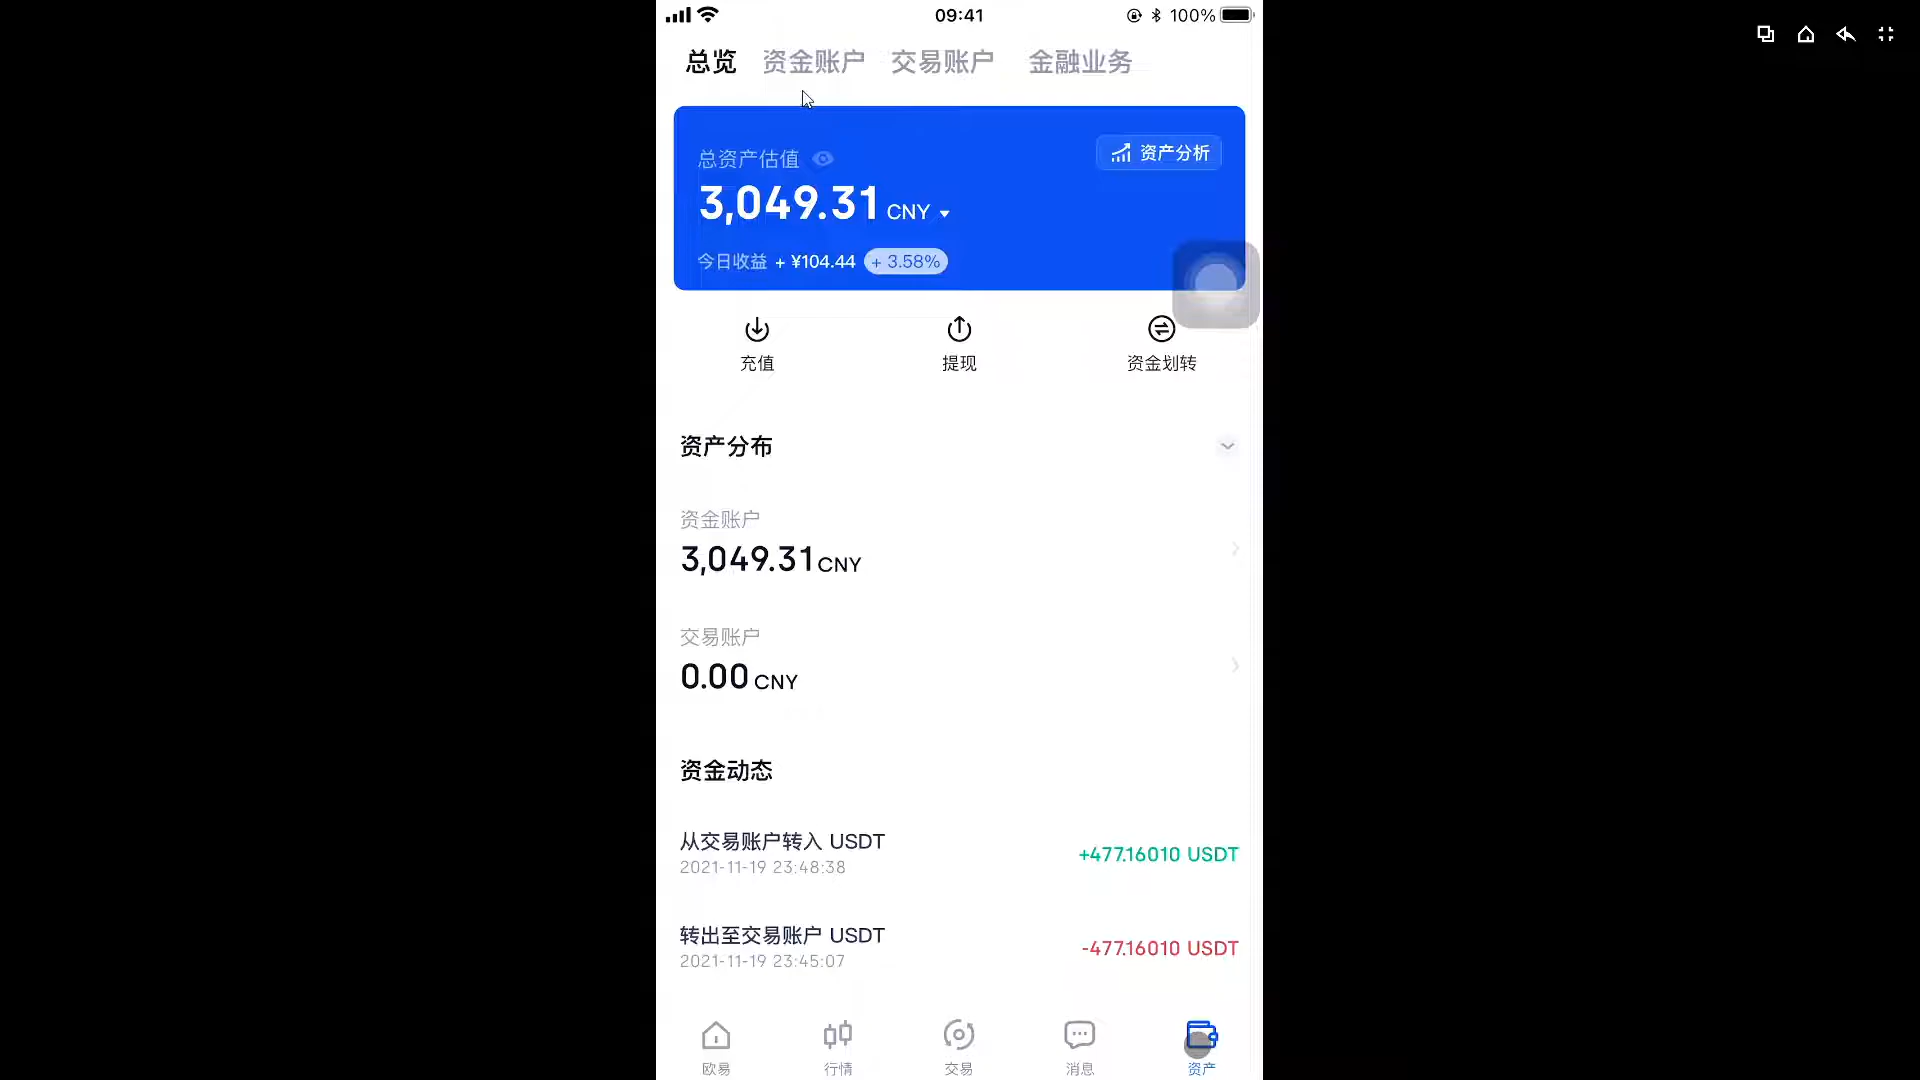 09:41
100%
总览 资金账户 交易账户 金融业务
总资产估值
资产分析
3,049.31 CNY
今日收益 + ¥104.44 + 3.58%
充值 提现 资金划转
资产分布
资金账户
3,049.31 CNY
交易账户
0.00 CNY
资金动态
从交易账户转入 USDT
2021-11-19 23:48:38
+477.16010 USDT
转出至交易账户 USDT
2021-11-19 23:45:07
-477.16010 USDT
欧易 行情 交易 消息 资产